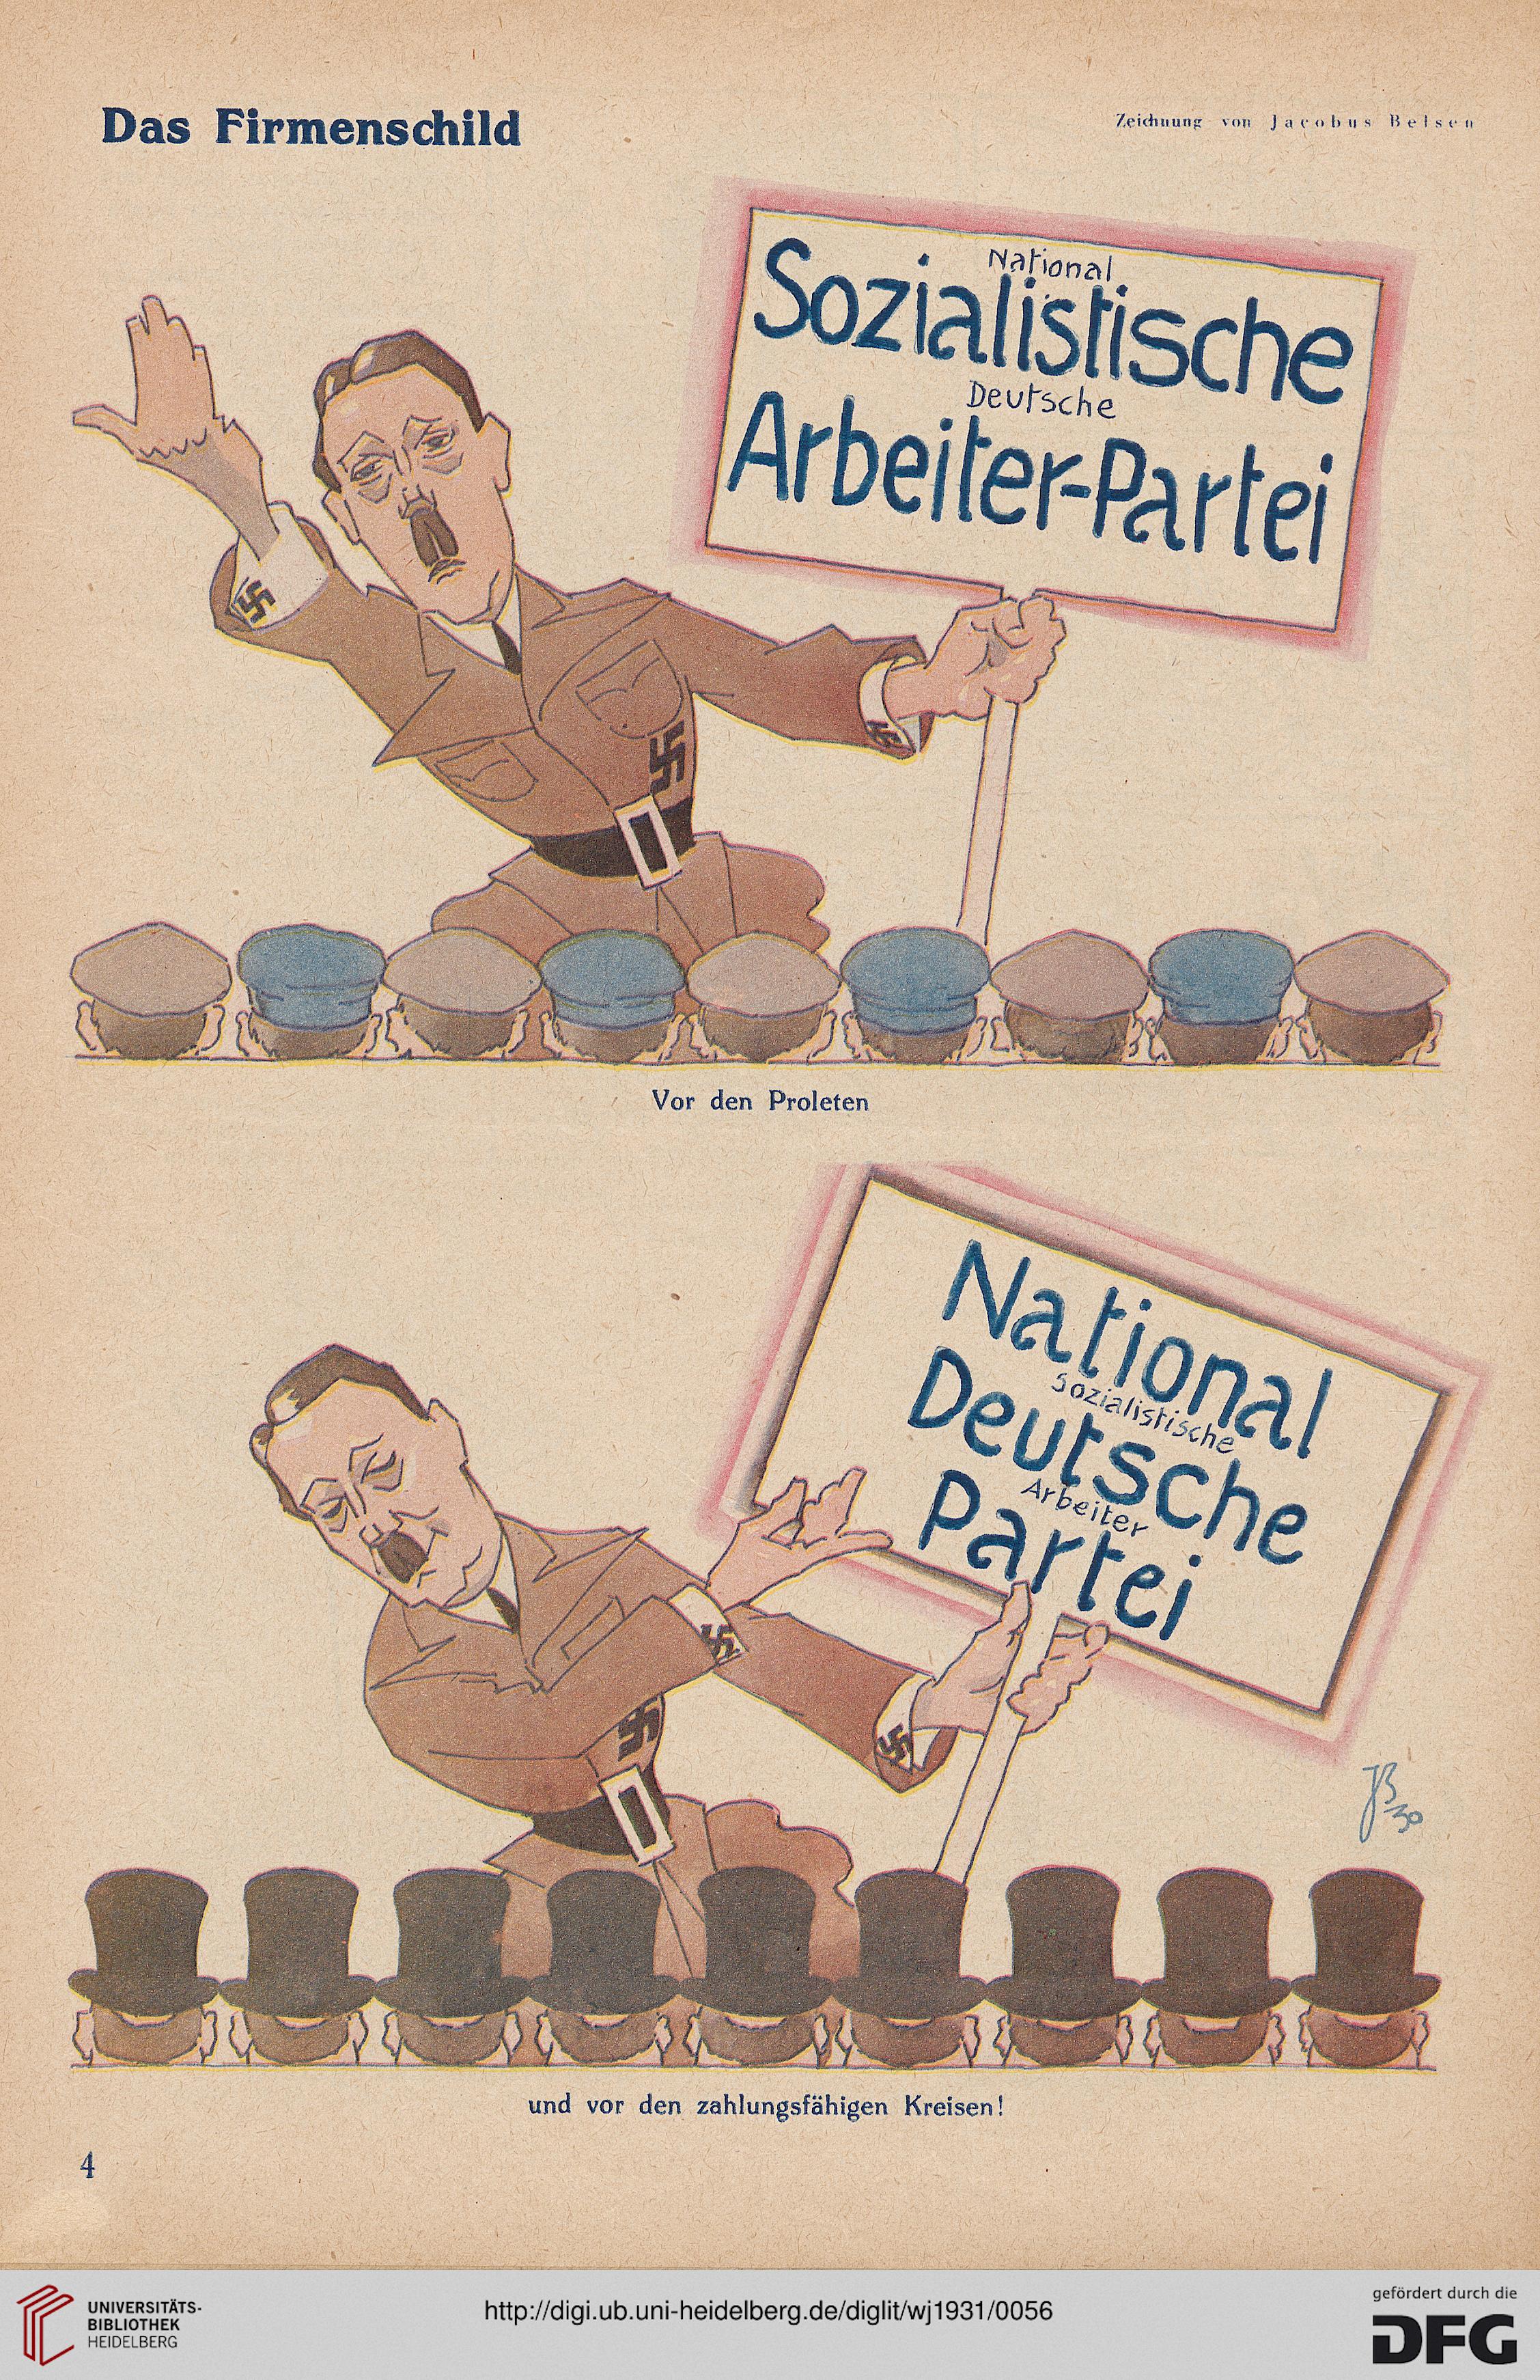 Das Firmenschild
Zeichnung von Jacobus Belsen
National
Sozialistische
Deutsche
Arbeiter-Partei
Vor den Proleten
National
Sozialistische
Deutsche
Arbeiter
Partei
JB 30
und vor den zahlungsfähigen Kreisen!
4
UNIVERSITÄTS-
BIBLIOTHEK
HEIDELBERG
http://digi.ub.uni-heidelberg.de/diglit/wj1931/0056
gefördert durch die
DFG